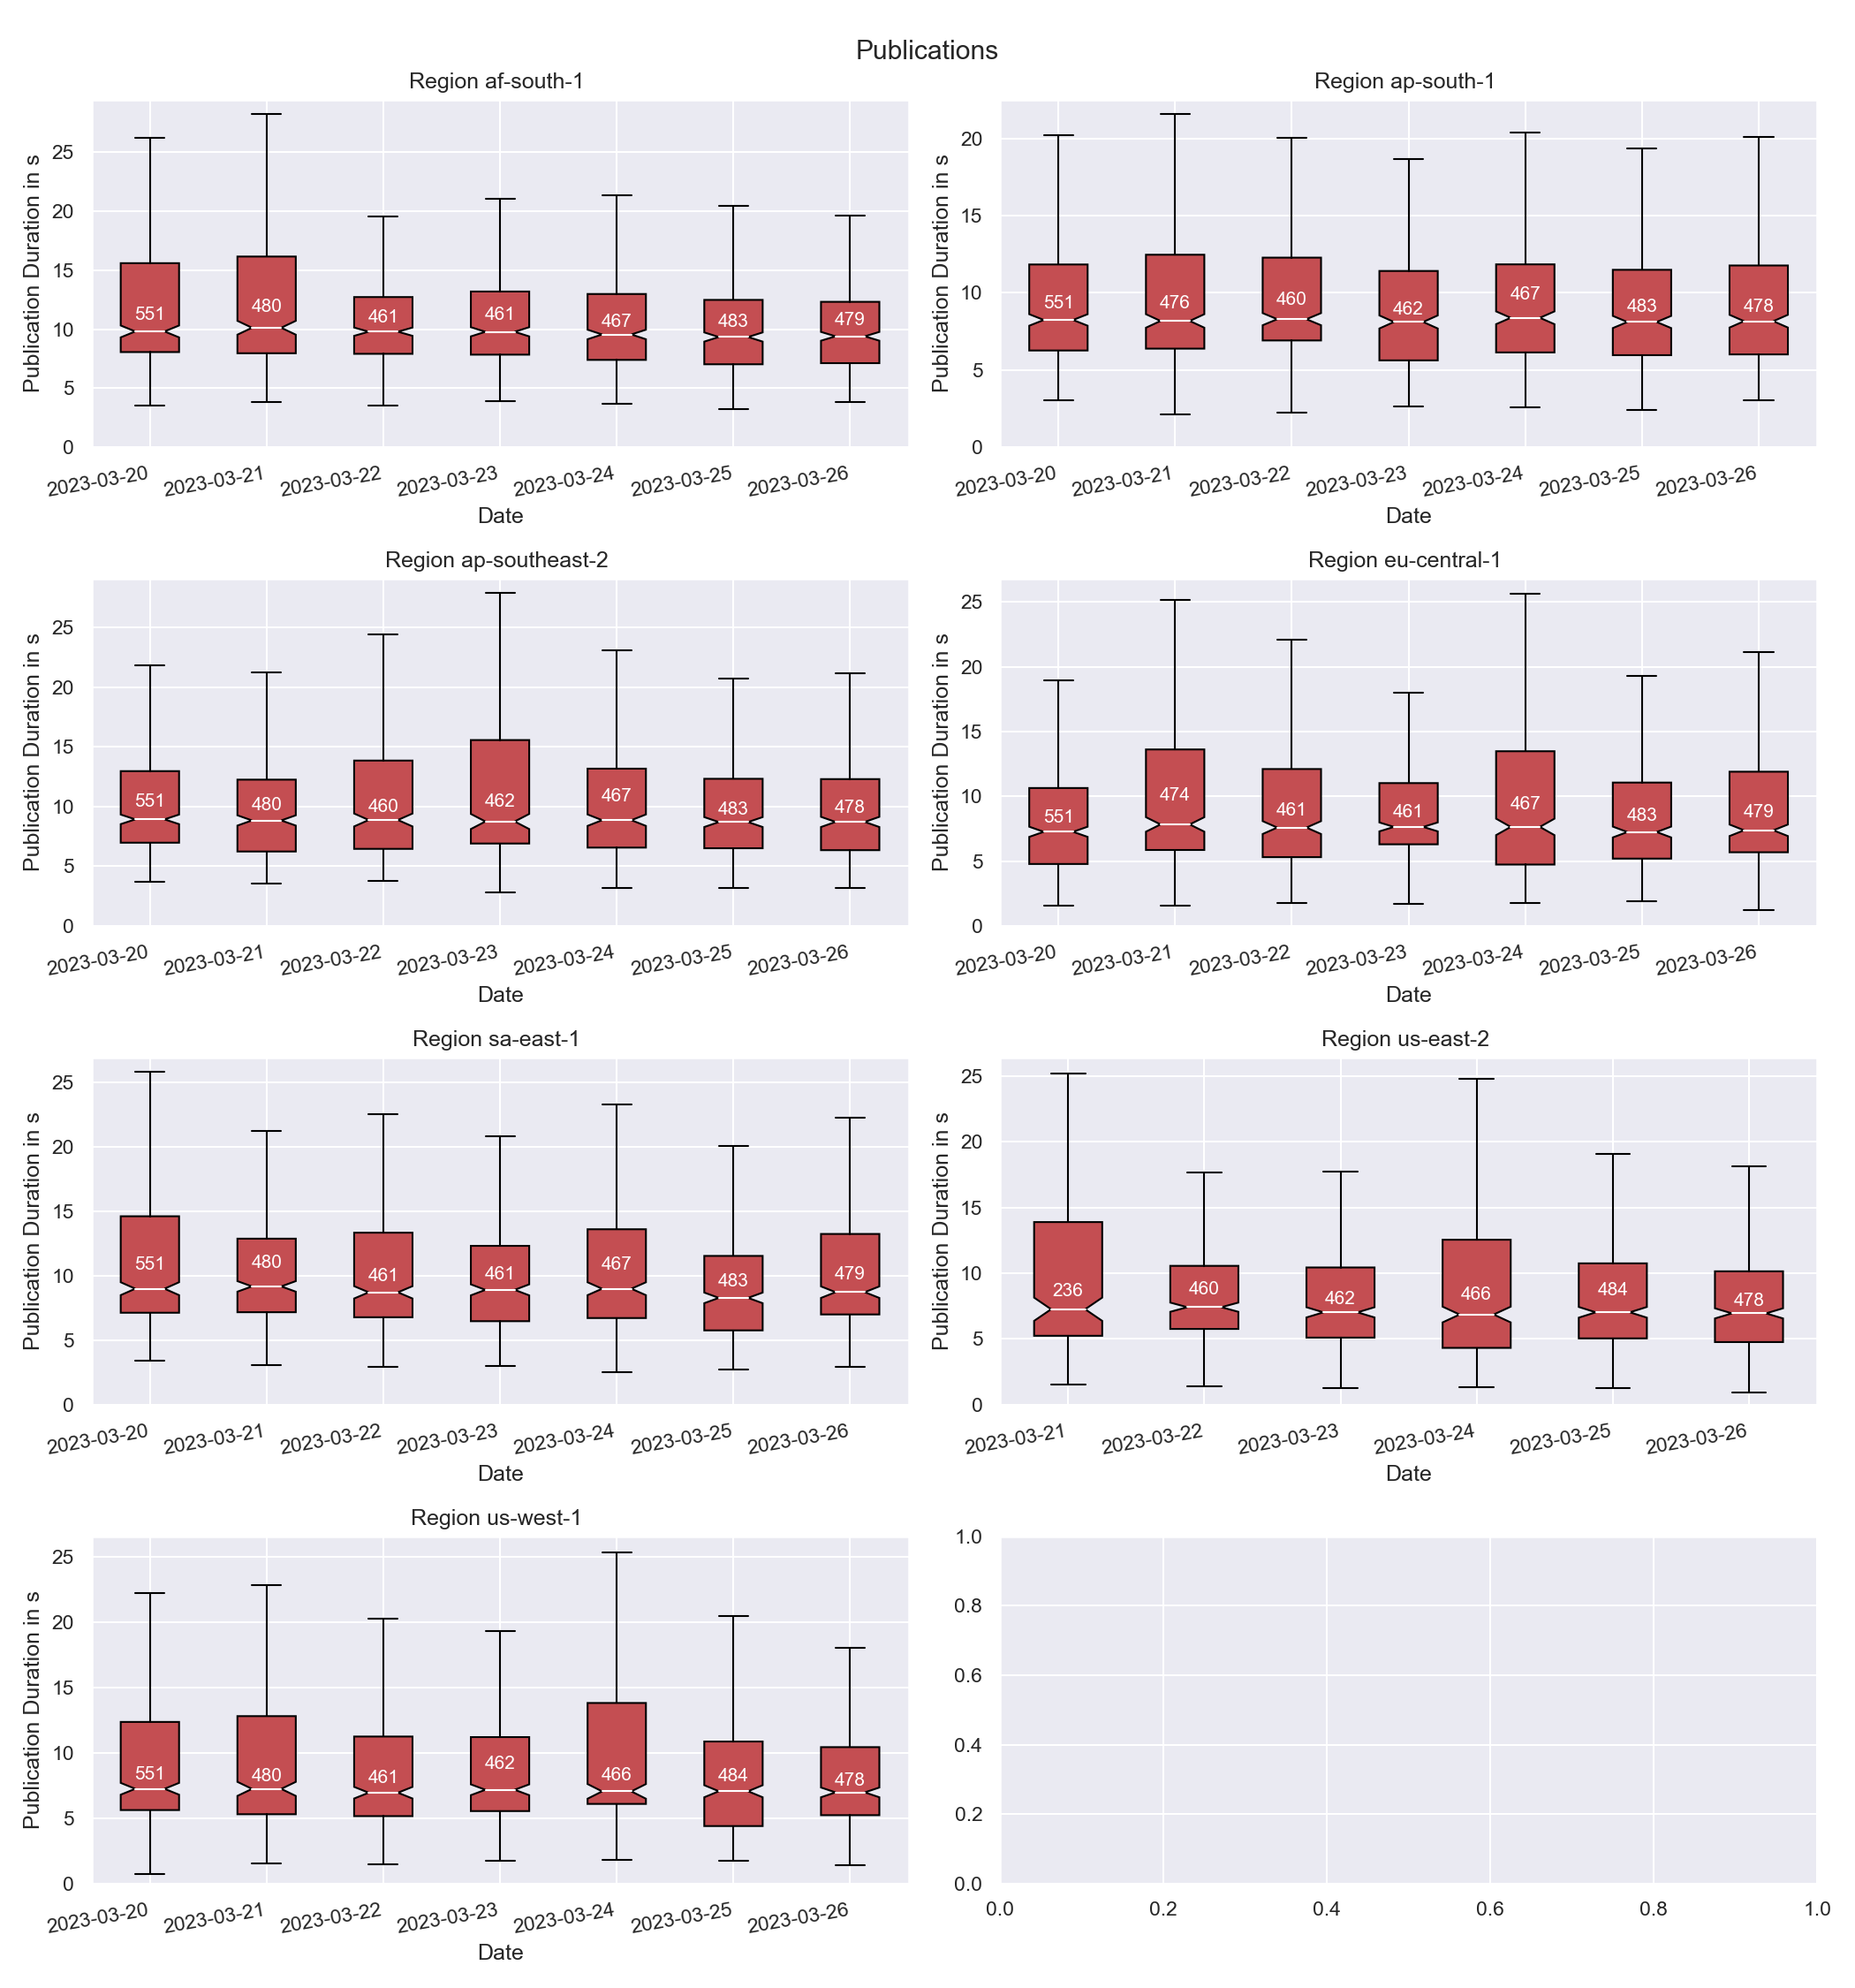 Publications
Region af-south-1
Publication Duration in s
25
20
15
10
5
0
551 480 461 461 467 483 479
2023-03-20 2023-03-21 2023-03-22 2023-03-23 2023-03-24 2023-03-25 2023-03-26
Date
Region ap-south-1
Publication Duration in s
20
15
10
5
0
551 476 460 462 467 483 478
2023-03-20 2023-03-21 2023-03-22 2023-03-23 2023-03-24 2023-03-25 2023-03-26
Date
Region ap-southeast-2
Publication Duration in s
25
20
15
10
5
0
551 480 460 462 467 483 478
2023-03-20 2023-03-21 2023-03-22 2023-03-23 2023-03-24 2023-03-25 2023-03-26
Date
Region eu-central-1
Publication Duration in s
25
20
15
10
5
0
551 474 461 461 467 483 479
2023-03-20 2023-03-21 2023-03-22 2023-03-23 2023-03-24 2023-03-25 2023-03-26
Date
Region sa-east-1
Publication Duration in s
25
20
15
10
5
0
551 480 461 461 467 483 479
2023-03-20 2023-03-21 2023-03-22 2023-03-23 2023-03-24 2023-03-25 2023-03-26
Date
Region us-east-2
Publication Duration in s
25
20
15
10
5
0
236 460 462 466 484 478
2023-03-21 2023-03-22 2023-03-23 2023-03-24 2023-03-25 2023-03-26
Date
Region us-west-1
Publication Duration in s
25
20
15
10
5
0
551 480 461 462 466 484 478
2023-03-20 2023-03-21 2023-03-22 2023-03-23 2023-03-24 2023-03-25 2023-03-26
Date
1.0
0.8
0.6
0.4
0.2
0.0
0.0 0.2 0.4 0.6 0.8 1.0